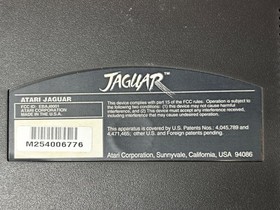 JAGUAR™
ATARI JAGUAR
FCC ID: EBAJ9001
ATARI CORPORATION
MADE IN U.S.A.
This device complies with part 15 of the FCC rules. Operation is subject to
the following two conditions: (1) this device may not cause harmful
interference, and (2) this device must accept any interference received,
including interference that may cause undesired operation.
M254006776
This apparatus is covered by U.S. Patents Nos.: 4,045,789 and
4,471,465; other U.S. and Foreign patents pending.
Atari Corporation, Sunnyvale, California, USA 94086